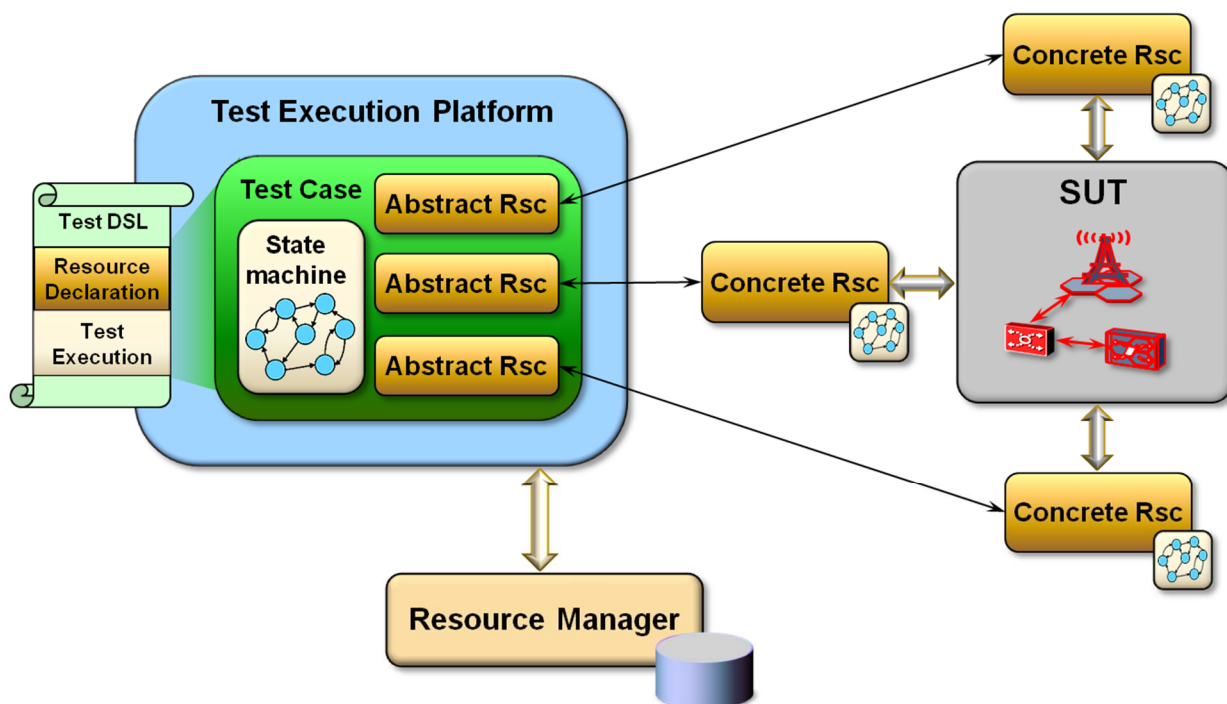 Test Execution Platform
Test DSL
Resource
Declaration
Test
Execution
Test Case
State
machine
Abstract Rsc
Abstract Rsc
Abstract Rsc
Concrete Rsc
Concrete Rsc
Concrete Rsc
SUT
Resource Manager